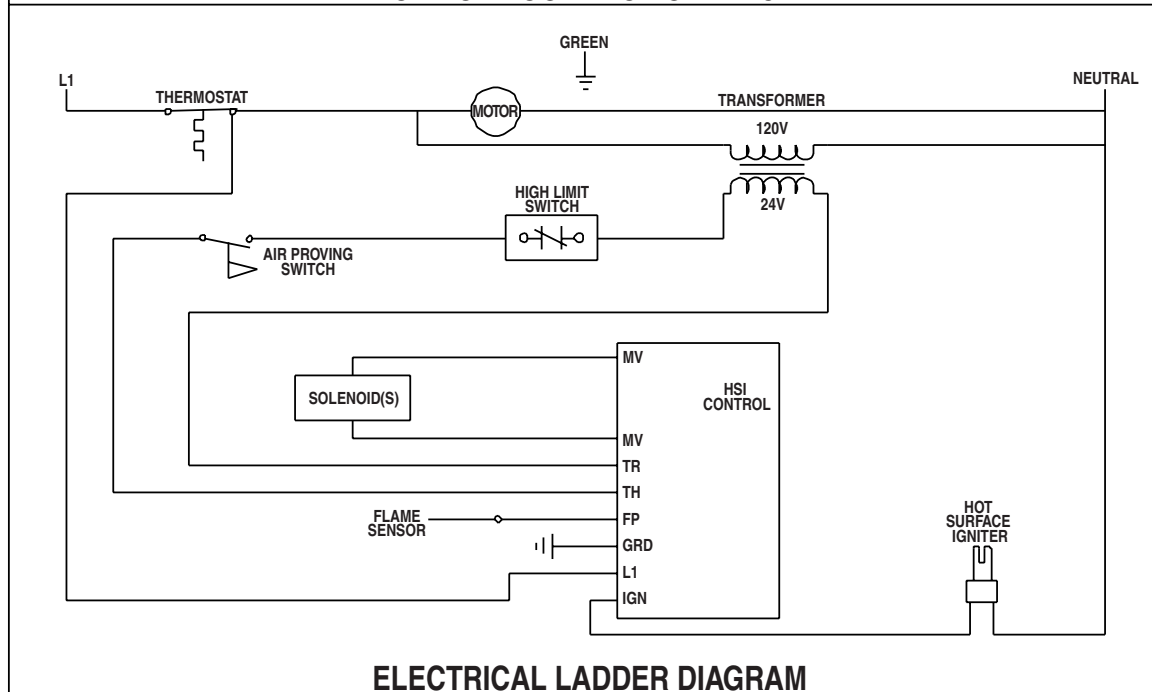 GREEN
L1
NEUTRAL
THERMOSTAT
MOTOR
TRANSFORMER
120V
24V
HIGH LIMIT
SWITCH
AIR PROVING
SWITCH
MV
HSI
CONTROL
SOLENOID(S)
MV
TR
TH
FLAME
SENSOR
FP
GRD
L1
IGN
HOT
SURFACE
IGNITER
ELECTRICAL LADDER DIAGRAM